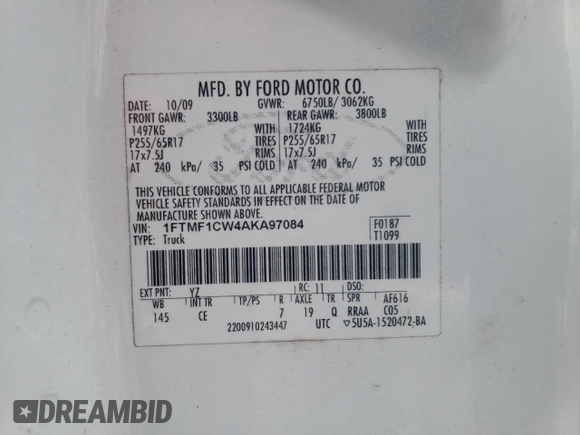 MFD. BY FORD MOTOR CO.
DATE: 10/09 GVWR: 6750LB/ 3062KG
FRONT GAWR: 3300LB REAR GAWR: 3800LB
1497KG WITH 1724KG WITH
P255/65R17 TIRES P255/65R17 TIRES
17x7.5J RIMS 17x7.5J RIMS
AT 240 kPa/ 35 PSI COLD AT 240 kPa/ 35 PSI COLD
THIS VEHICLE CONFORMS TO ALL APPLICABLE FEDERAL MOTOR
VEHICLE SAFETY STANDARDS IN EFFECT ON THE DATE OF
MANUFACTURE SHOWN ABOVE.
VIN: 1FTMF1CW4AKA97084 F0187
TYPE: Truck T1099
EXT PNT: YZ RC: 11 DSO:
WB INT TR TP/PS R AXLE TR SPR AF616
145 CE 7 19 Q RRAA C05
2200910243447 UTC ▽5U5A-1520472-BA
DREAMBID